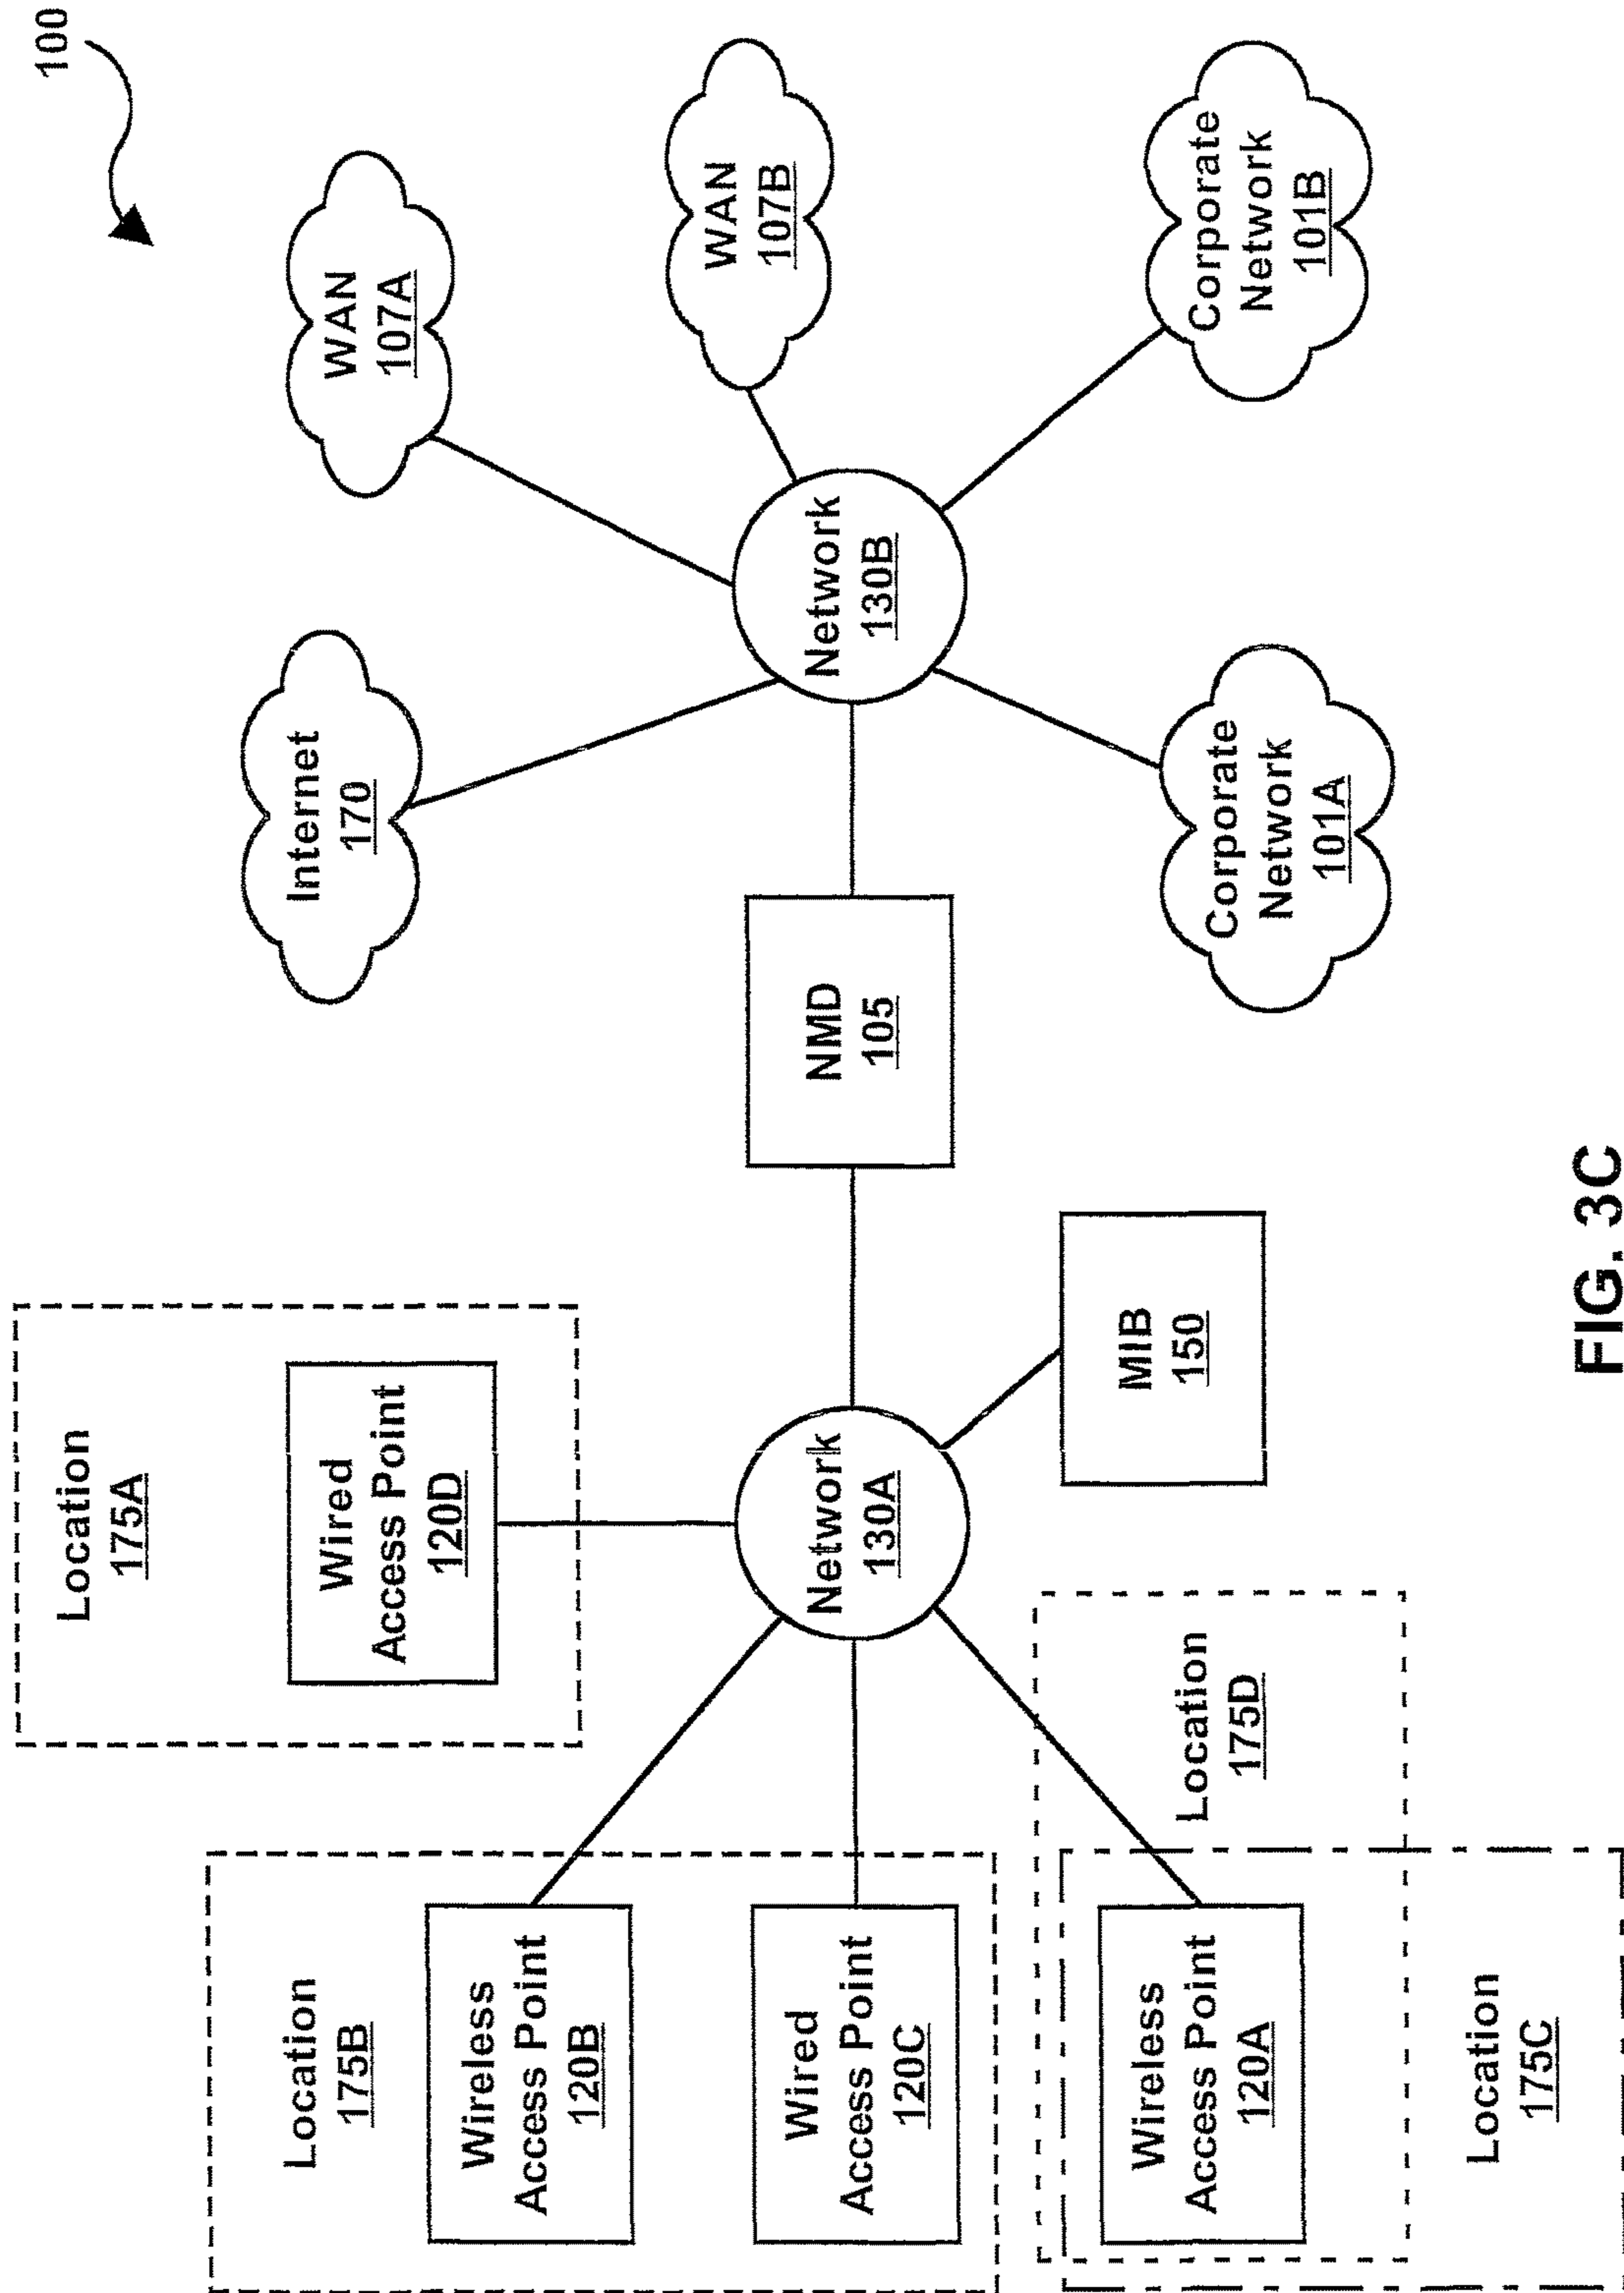 100
Location
175A
Wired
Access Point
120D
Location
175B
Wireless
Access Point
120B
Wired
Access Point
120C
Wireless
Access Point
120A
Location
175D
Location
175C
Network
130A
MIB
150
NMD
105
Network
130B
Internet
170
WAN
107A
WAN
107B
Corporate
Network
101A
Corporate
Network
101B
FIG. 3C